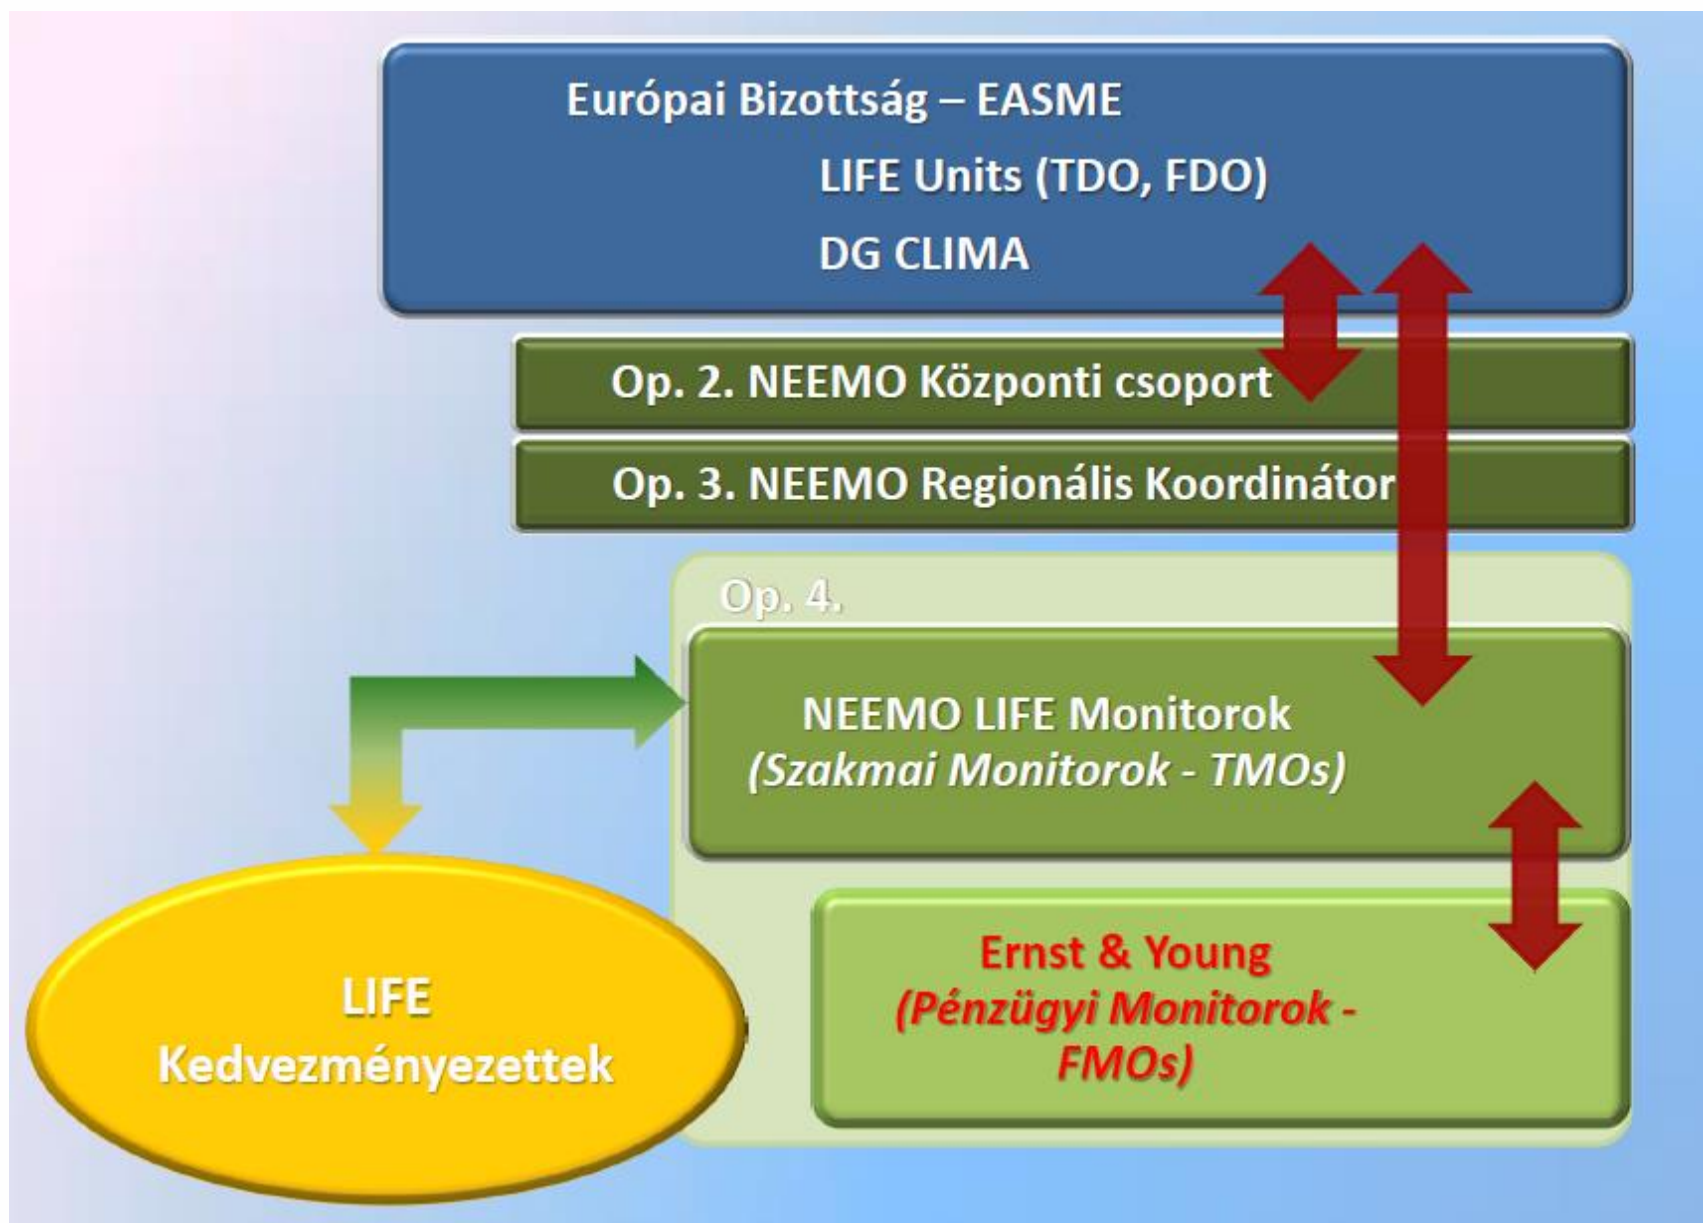 Európai Bizottság – EASME
LIFE Units (TDO, FDO)
DG CLIMA
Op. 2. NEEMO Központi csoport
Op. 3. NEEMO Regionális Koordinátor
Op. 4.
NEEMO LIFE Monitorok
(Szakmai Monitorok - TMOs)
Ernst & Young
(Pénzügyi Monitorok -
FMOs)
LIFE
Kedvezményezettek